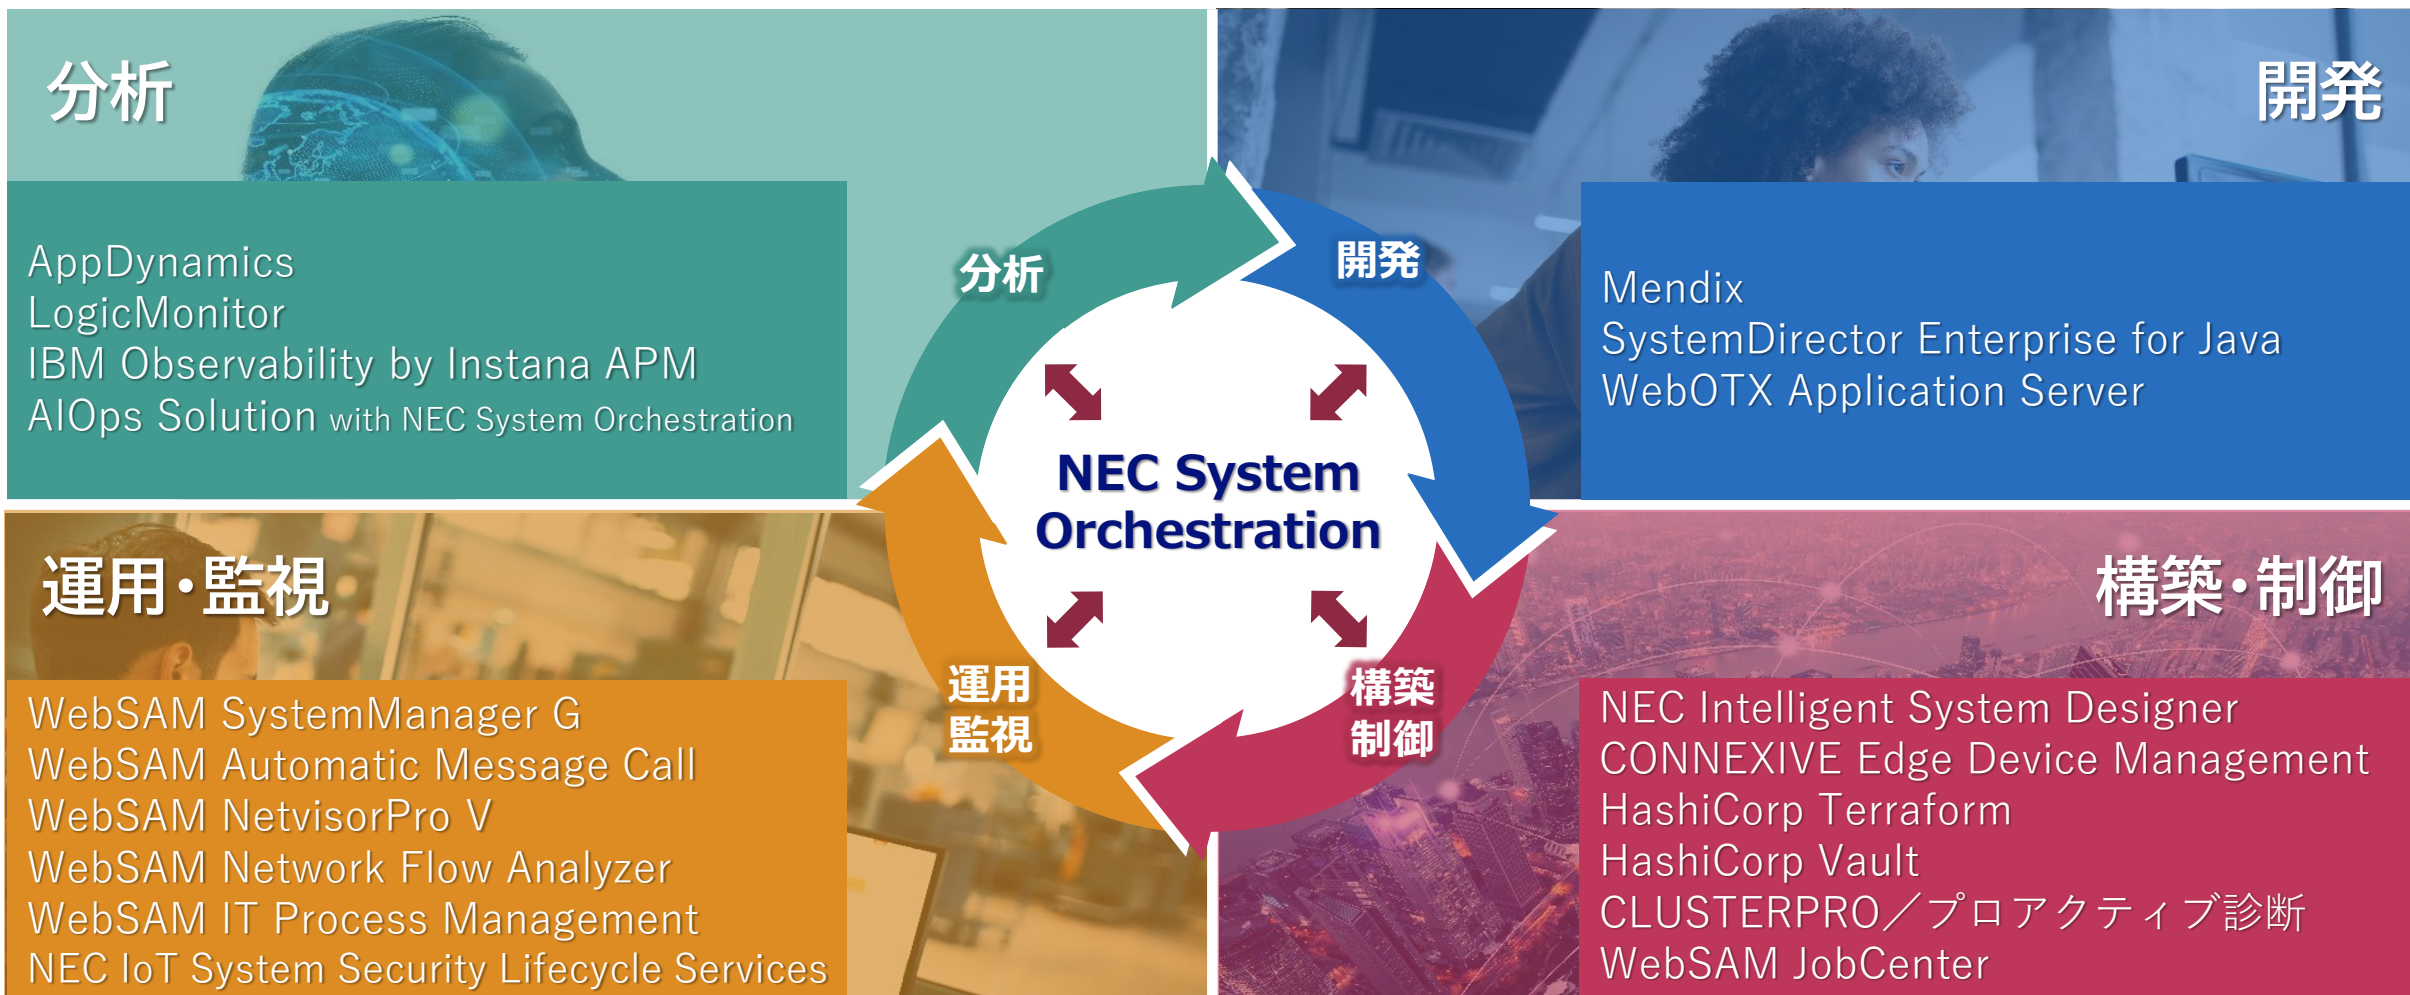 分析
AppDynamics
LogicMonitor
IBM Observability by Instana APM
AIOps Solution with NEC System Orchestration
開発
Mendix
SystemDirector Enterprise for Java
WebOTX Application Server
分析
開発
NEC System
Orchestration
運用
監視
構築
制御
運用・監視
WebSAM SystemManager G
WebSAM Automatic Message Call
WebSAM NetvisorPro V
WebSAM Network Flow Analyzer
WebSAM IT Process Management
NEC IoT System Security Lifecycle Services
構築・制御
NEC Intelligent System Designer
CONNEXIVE Edge Device Management
HashiCorp Terraform
HashiCorp Vault
CLUSTERPRO／プロアクティブ診断
WebSAM JobCenter